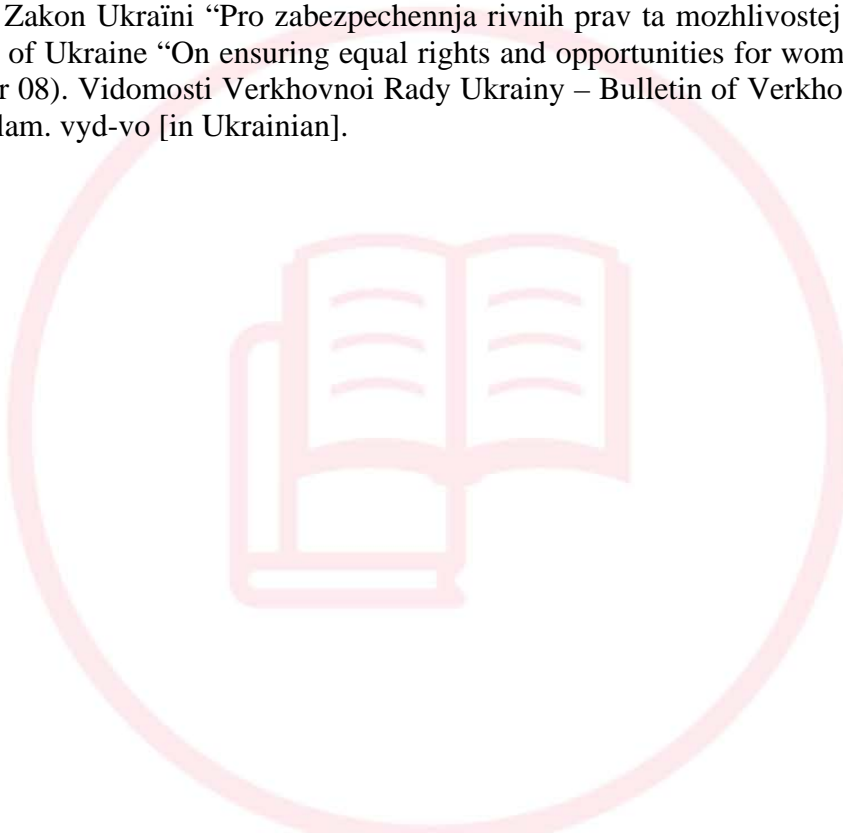 Zakon Ukraïni “Pro zabezpechennja rivnih prav ta mozhlivostej
of Ukraine “On ensuring equal rights and opportunities for wom
r 08). Vidomosti Verkhovnoi Rady Ukrainy – Bulletin of Verkho
lam. vyd-vo [in Ukrainian].